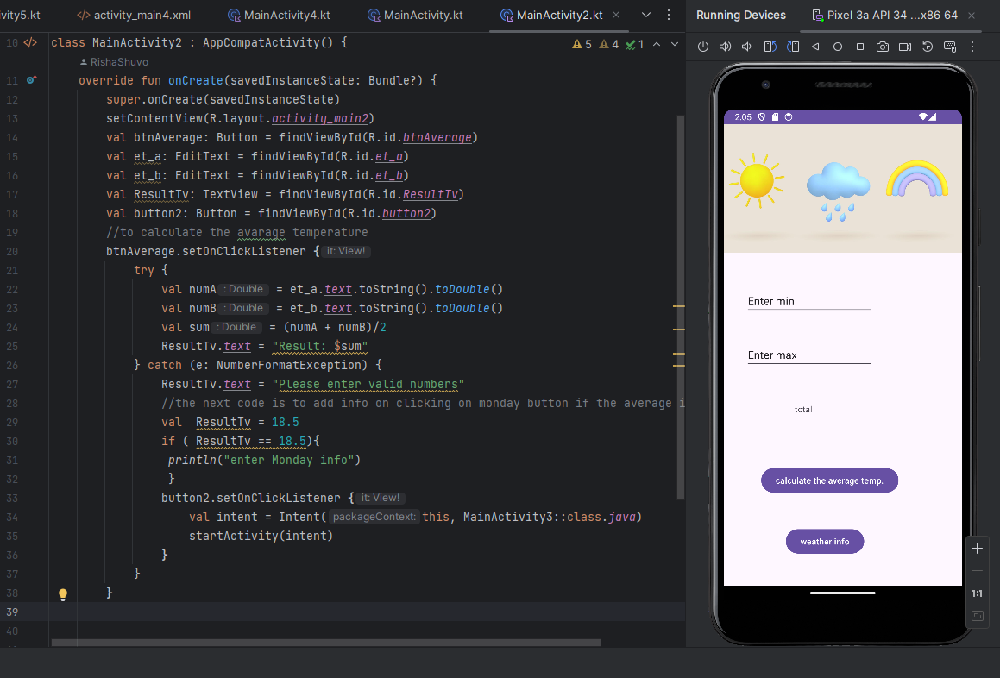 ivity5.kt
activity_main4.xml
MainActivity4.kt
MainActivity.kt
MainActivity2.kt
Running Devices
Pixel 3a API 34 ...x86 64
5
4
1
10 class MainActivity2 : AppCompatActivity() {
RishaShuvo
11 override fun onCreate(savedInstanceState: Bundle?) {
12 super.onCreate(savedInstanceState)
13 setContentView(R.layout.activity_main2)
14 val btnAverage: Button = findViewById(R.id.btnAverage)
15 val et_a: EditText = findViewById(R.id.et_a)
16 val et_b: EditText = findViewById(R.id.et_b)
17 val ResultTv: TextView = findViewById(R.id.ResultTv)
18 val button2: Button = findViewById(R.id.button2)
19 //to calculate the avarage temperature
20 btnAverage.setOnClickListener { it: View!
21 try {
22 val numA : Double = et_a.text.toString().toDouble()
23 val numB : Double = et_b.text.toString().toDouble()
24 val sum : Double = (numA + numB)/2
25 ResultTv.text = "Result: $sum"
26 } catch (e: NumberFormatException) {
27 ResultTv.text = "Please enter valid numbers"
28 //the next code is to add info on clicking on monday button if the average i
29 val ResultTv = 18.5
30 if ( ResultTv == 18.5){
31 println("enter Monday info")
32 }
33 button2.setOnClickListener { it: View!
34 val intent = Intent( packageContext: this, MainActivity3::class.java)
35 startActivity(intent)
36 }
37 }
38 }
39
40
2:05
Enter min
Enter max
total
calculate the average temp.
weather info
1:1